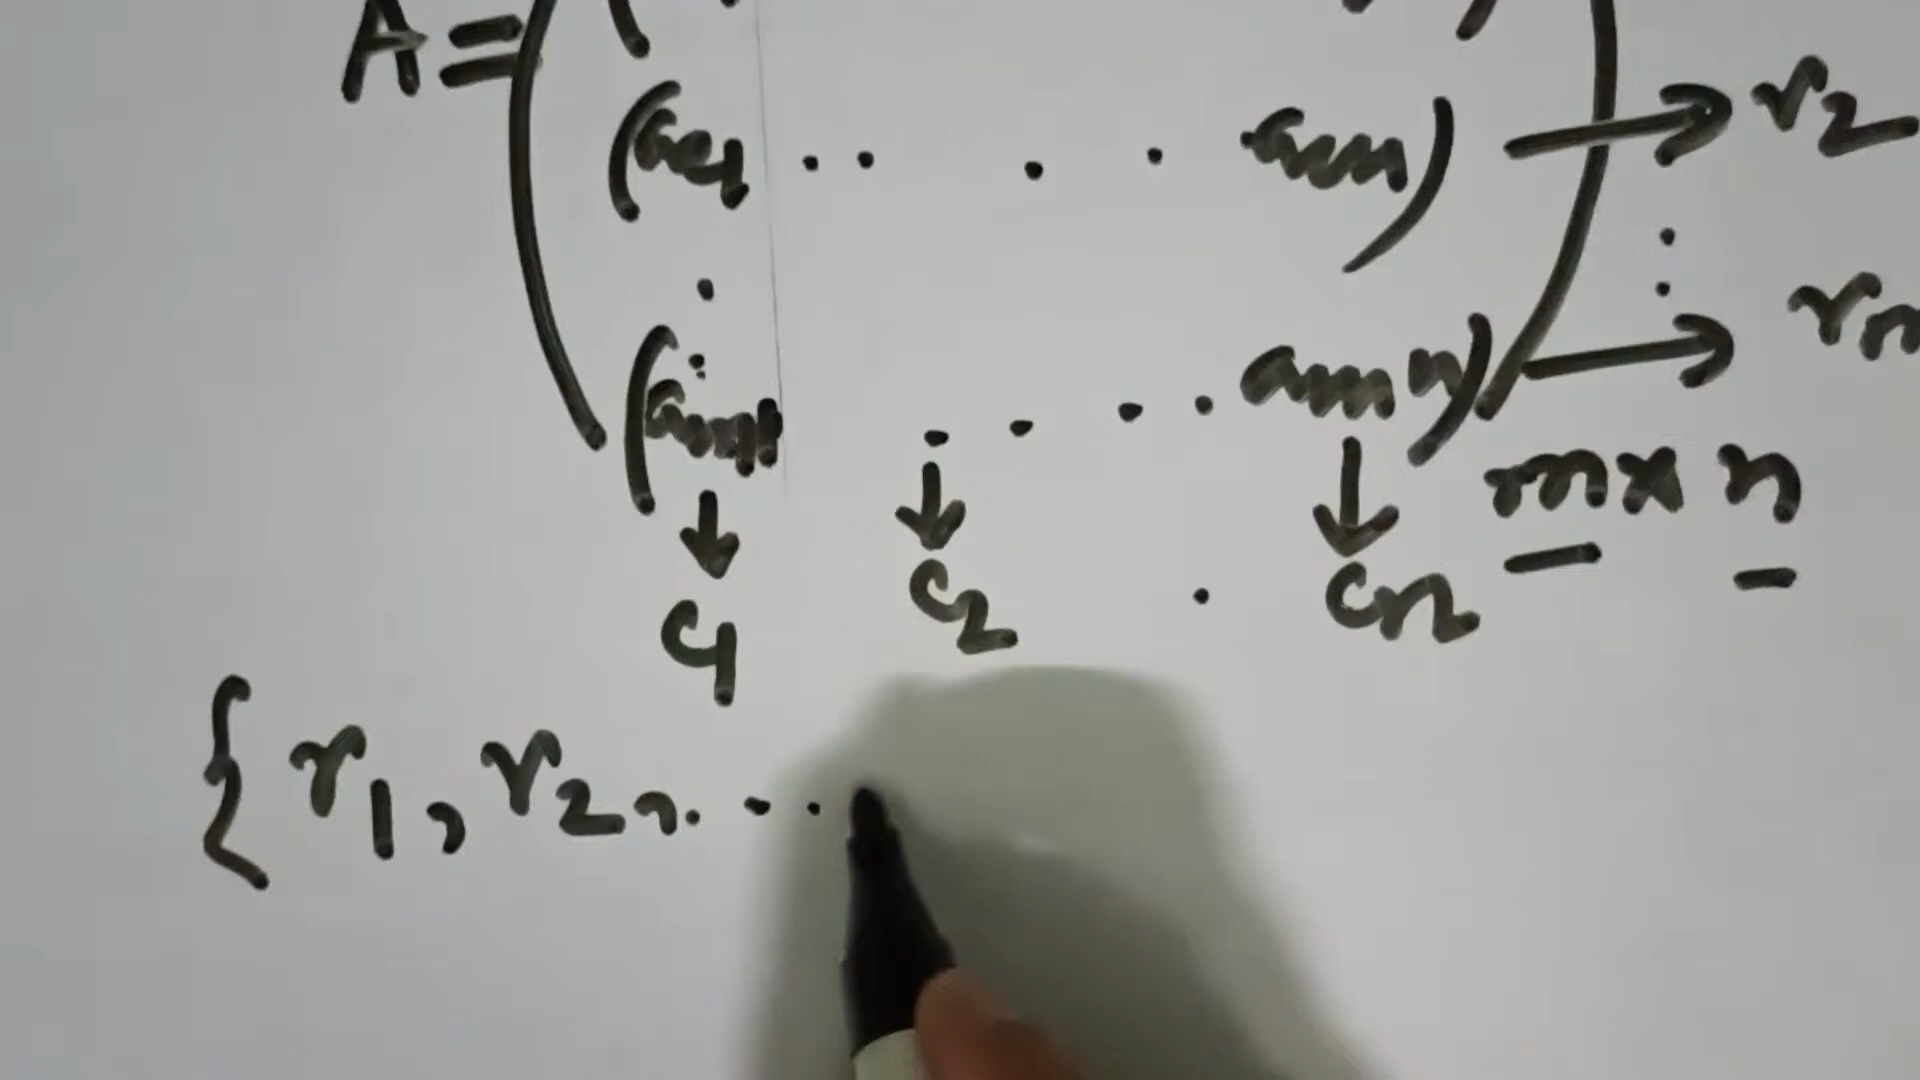 A = (
(a21 .. . . a2n) → r2
. :
(am1 . . . . amn) → rm
↓ ↓ ↓ m x n
c1 c2 . cn
{ r1, r2, . . .